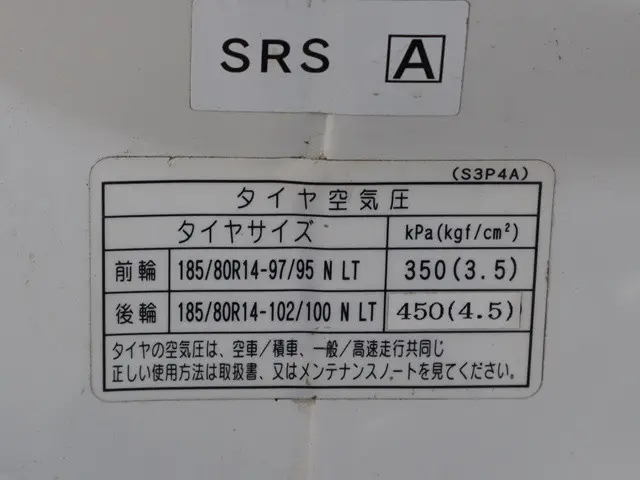 SRS A
(S3P4A)
タイヤ空気圧
タイヤサイズ kPa(kgf/cm²)
前輪 185/80R14-97/95 N LT 350(3.5)
後輪 185/80R14-102/100 N LT 450(4.5)
タイヤの空気圧は、空車/積車、一般/高速走行共同じ
正しい使用方法は取扱書、又はメンテナンスノートを見てください。